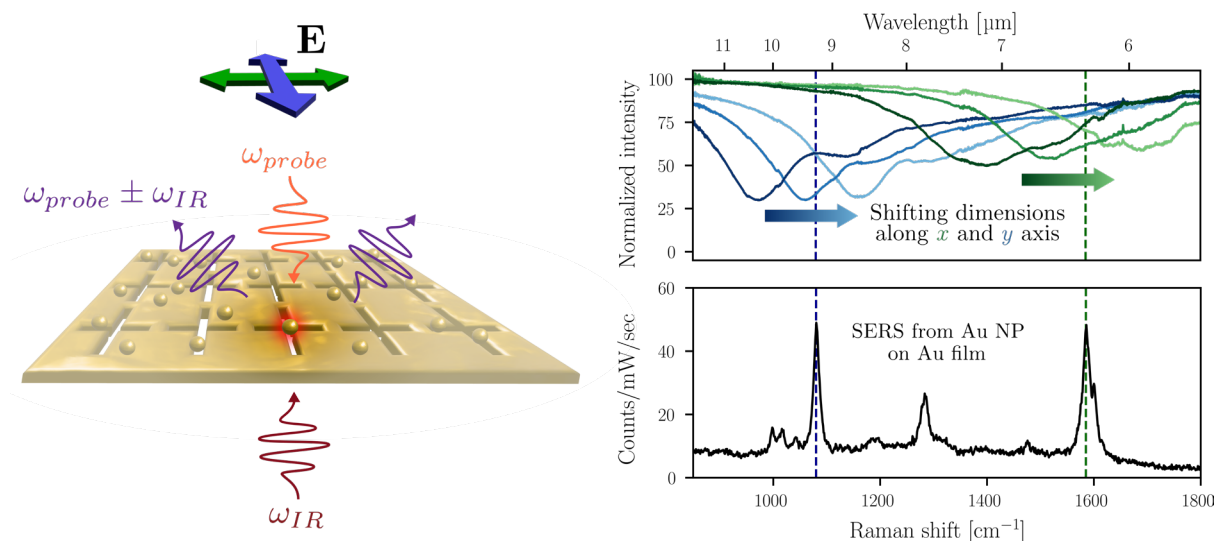 E
ω_probe
ω_probe ± ω_IR
ω_IR
Wavelength [μm]
11 10 9 8 7 6
Normalized intensity
100
75
50
25
0
Shifting dimensions
along x and y axis
Counts/mW/sec
60
40
20
0
SERS from Au NP
on Au film
1000 1200 1400 1600 1800
Raman shift [cm⁻¹]